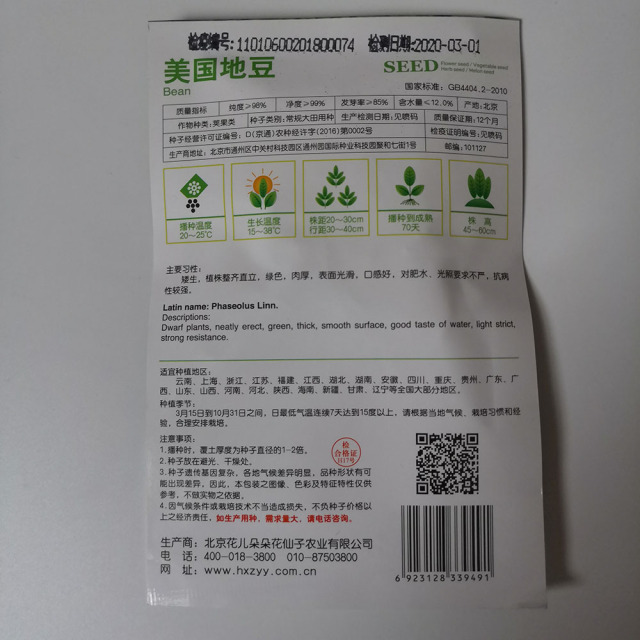 检疫编号:11010600201800074 检测日期:2020-03-01
美国地豆
Bean
SEED Flower seed / Vegetable seed
Herb seed / Hobut seed
国家标准：GB4404.2-2010
质量指标 纯度≥98% 净度≥99% 发芽率≥85% 含水量≤12.0% 产地:北京
作物种类:荚果类 种子类别:常规大田用种 生产检测日期:见喷码 质量保证期:12个月
种子经营许可证编号：D(京通)农种经许字(2016)第0002号 检疫证明编号:见喷码
生产商地址：北京市通州区中关村科技园区通州园国际种业科技园聚和七街1号 邮编:101127
播种温度
20~25℃
生长温度
15~38℃
株距20~30cm
行距30~40cm
播种到成熟
70天
株 高
45~60cm
主要习性：
矮生，植株整齐直立，绿色，肉厚，表面光滑，口感好，对肥水、光照要求不严，抗病
性较强。
Latin name: Phaseolus Linn.
Descriptions:
Dwarf plants, neatly erect, green, thick, smooth surface, good taste of water, light strict,
strong resistance.
适宜种植地区：
云南、上海、浙江、江苏、福建、江西、湖北、湖南、安徽、四川、重庆、贵州、广东、广
西、山东、山西、河南、河北、陕西、海南、新疆、甘肃、辽宁等全国大部分地区。
种植季节：
3月15日到10月31日之间，日最低气温连续7天达到15度以上，请根据当地气候、栽培习惯和经
验，合理安排栽培。
注意事项：
1.播种时，覆土厚度为种子直径的1~2倍。
2.种子放在避光、干燥处。
3.种子遗传基因复杂，各地气候差异明显，品种形状有可
能出现差异，因此，本包装之图像、色彩及特征特性仅供
参考，不做实物之依据。
4.因气候条件或栽培技术不当造成损失，不负种子价格以
上之经济责任。如生产用种，需求量大，请电话咨询。
检
合格证
JJ17号
生产商：北京花儿朵朵花仙子农业有限公司
电 话：400-018-3800 010-87503800
网 址：www.hxzyy.com.cn
6 923128 339491